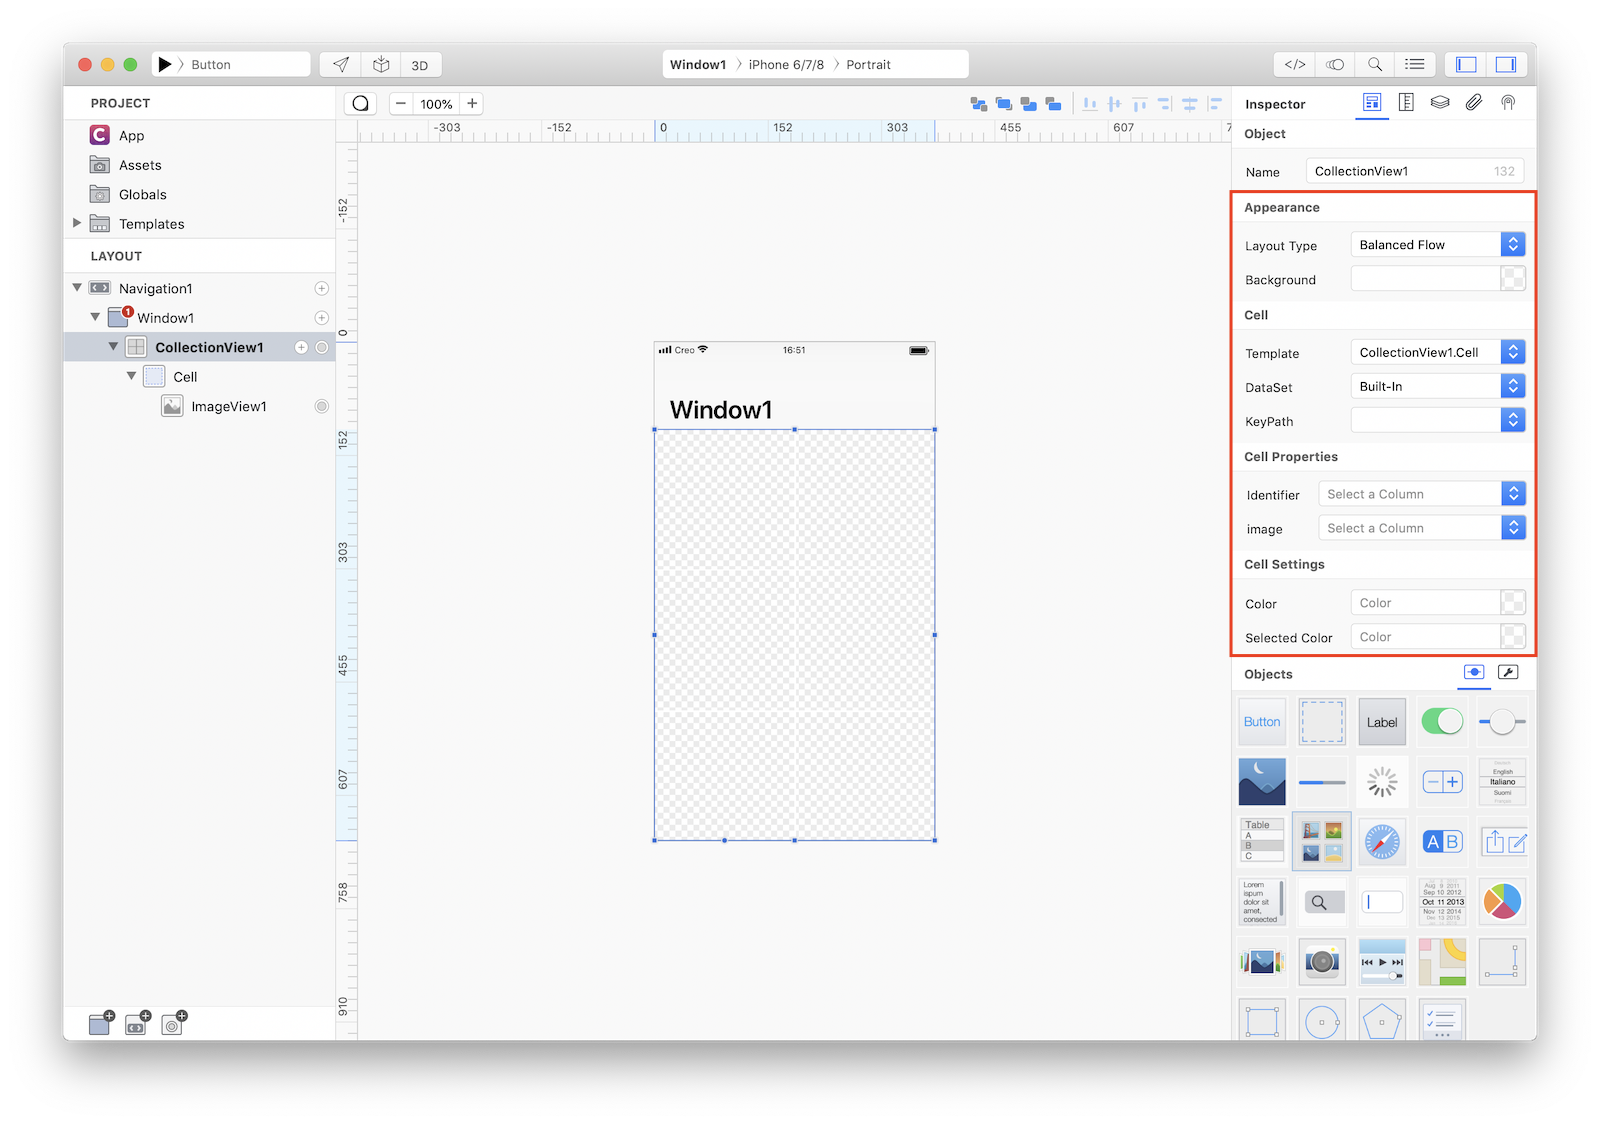 Button
3D
Window1 iPhone 6/7/8 Portrait
PROJECT
App
Assets
Globals
Templates
LAYOUT
Navigation1
1
Window1
CollectionView1
Cell
ImageView1
100%
-303 -152 0 152 303 455 607 7
-152
0
152
303
455
607
758
910
Creo 16:51
Window1
Inspector
Object
Name CollectionView1 132
Appearance
Layout Type Balanced Flow
Background
Cell
Template CollectionView1.Cell
DataSet Built-In
KeyPath
Cell Properties
Identifier Select a Column
image Select a Column
Cell Settings
Color Color
Selected Color Color
Objects
Button Label
English
Italiano
Suomi
Table
A
B
C
A B
Lorem
ispum
dolor sit
amet,
consected
Aug 9 2011
Sep 10 2012
Oct 11 2013
Nov 12 2014
Dec 13 2015